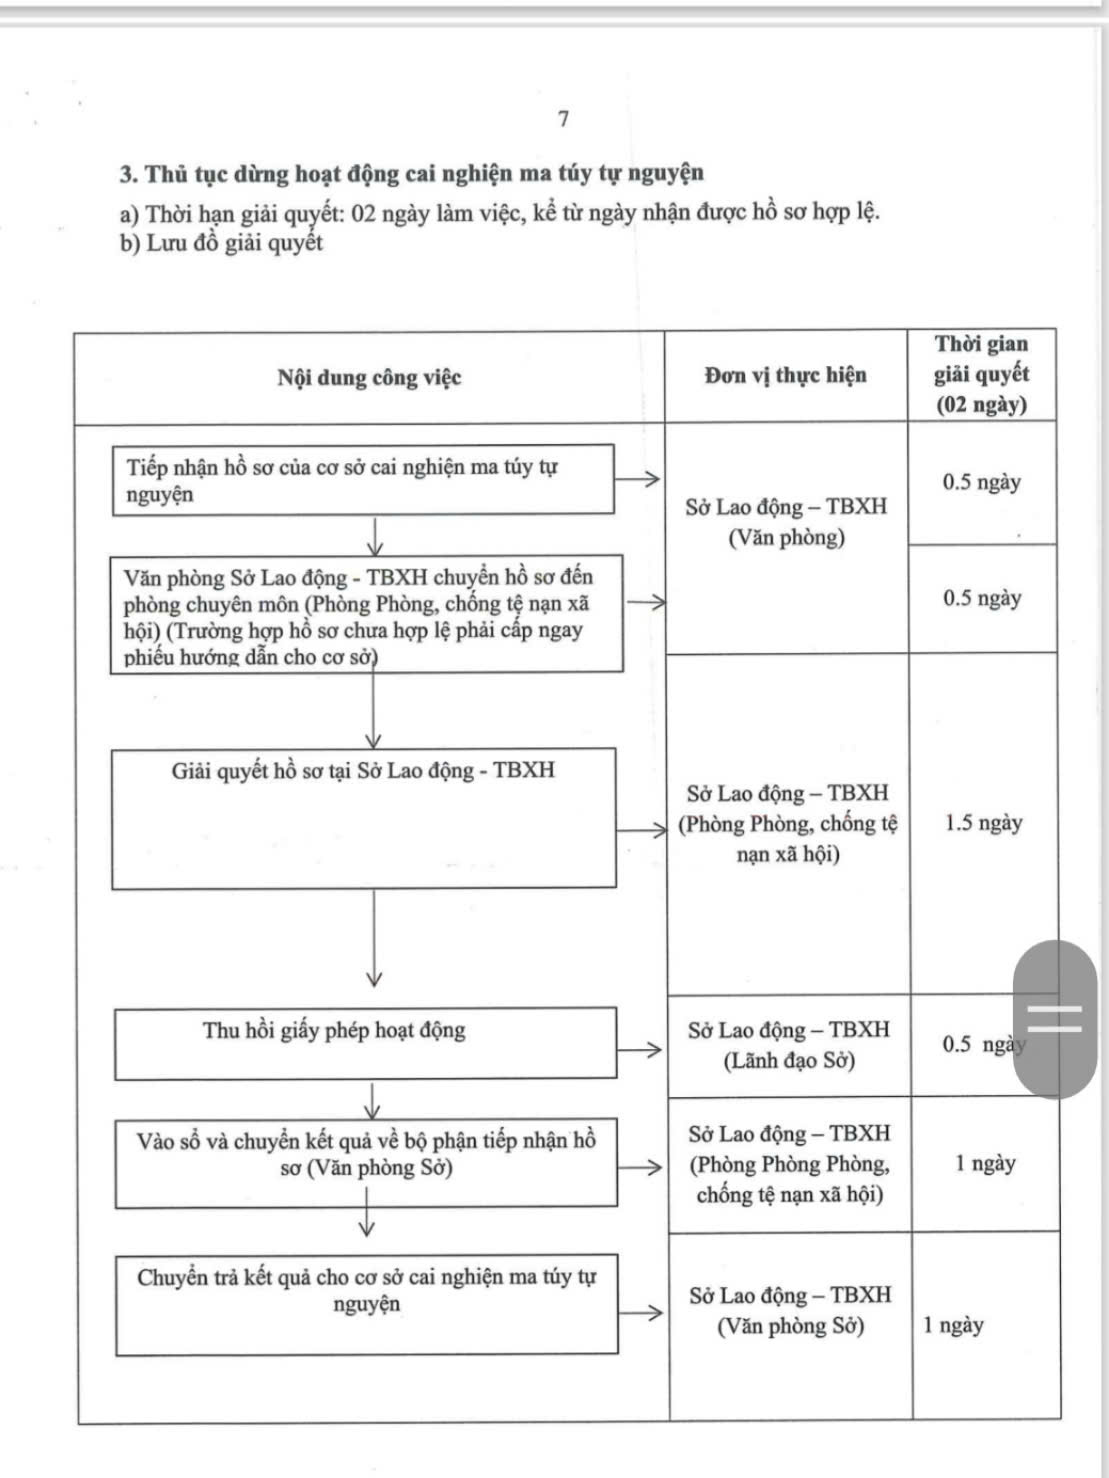 7
3. Thủ tục dừng hoạt động cai nghiện ma túy tự nguyện
a) Thời hạn giải quyết: 02 ngày làm việc, kể từ ngày nhận được hồ sơ hợp lệ.
b) Lưu đồ giải quyết
Nội dung công việc
Đơn vị thực hiện
Thời gian
giải quyết
(02 ngày)
Tiếp nhận hồ sơ của cơ sở cai nghiện ma túy tự
nguyện
Sở Lao động – TBXH
(Văn phòng)
0.5 ngày
Văn phòng Sở Lao động - TBXH chuyển hồ sơ đến
phòng chuyên môn (Phòng Phòng, chống tệ nạn xã
hội) (Trường hợp hồ sơ chưa hợp lệ phải cấp ngay
phiếu hướng dẫn cho cơ sở)
0.5 ngày
Giải quyết hồ sơ tại Sở Lao động - TBXH
Sở Lao động – TBXH
(Phòng Phòng, chống tệ
nạn xã hội)
1.5 ngày
Thu hồi giấy phép hoạt động
Sở Lao động – TBXH
(Lãnh đạo Sở)
0.5 ngày
Vào sổ và chuyển kết quả về bộ phận tiếp nhận hồ
sơ (Văn phòng Sở)
Sở Lao động – TBXH
(Phòng Phòng Phòng,
chống tệ nạn xã hội)
1 ngày
Chuyển trả kết quả cho cơ sở cai nghiện ma túy tự
nguyện
Sở Lao động – TBXH
(Văn phòng Sở)
1 ngày